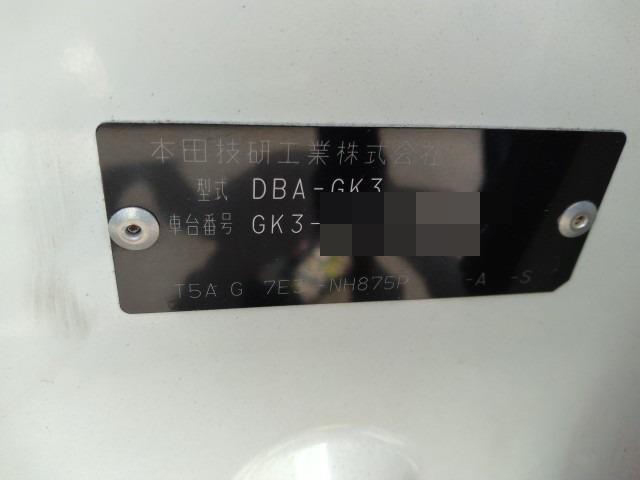 本田技研工業株式会社
型式 DBA-GK3
車台番号 GK3-
T5A G 7E3 -NH875P -A -S